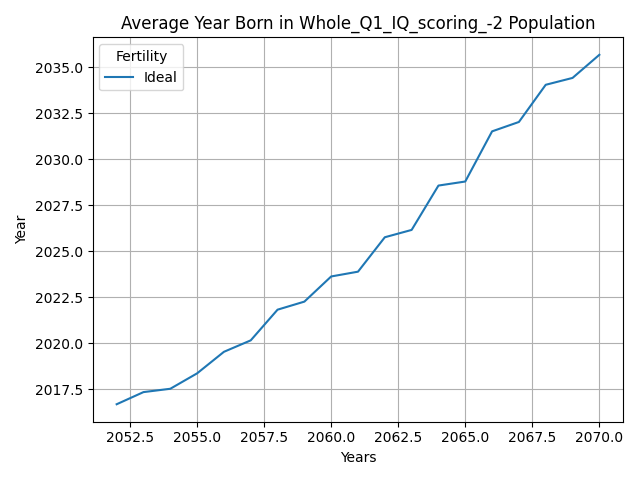 Average Year Born in Whole_Q1_IQ_scoring_-2 Population
Fertility
Ideal
2035.0
2032.5
2030.0
2027.5
2025.0
2022.5
2020.0
2017.5
Year
2052.5 2055.0 2057.5 2060.0 2062.5 2065.0 2067.5 2070.0
Years